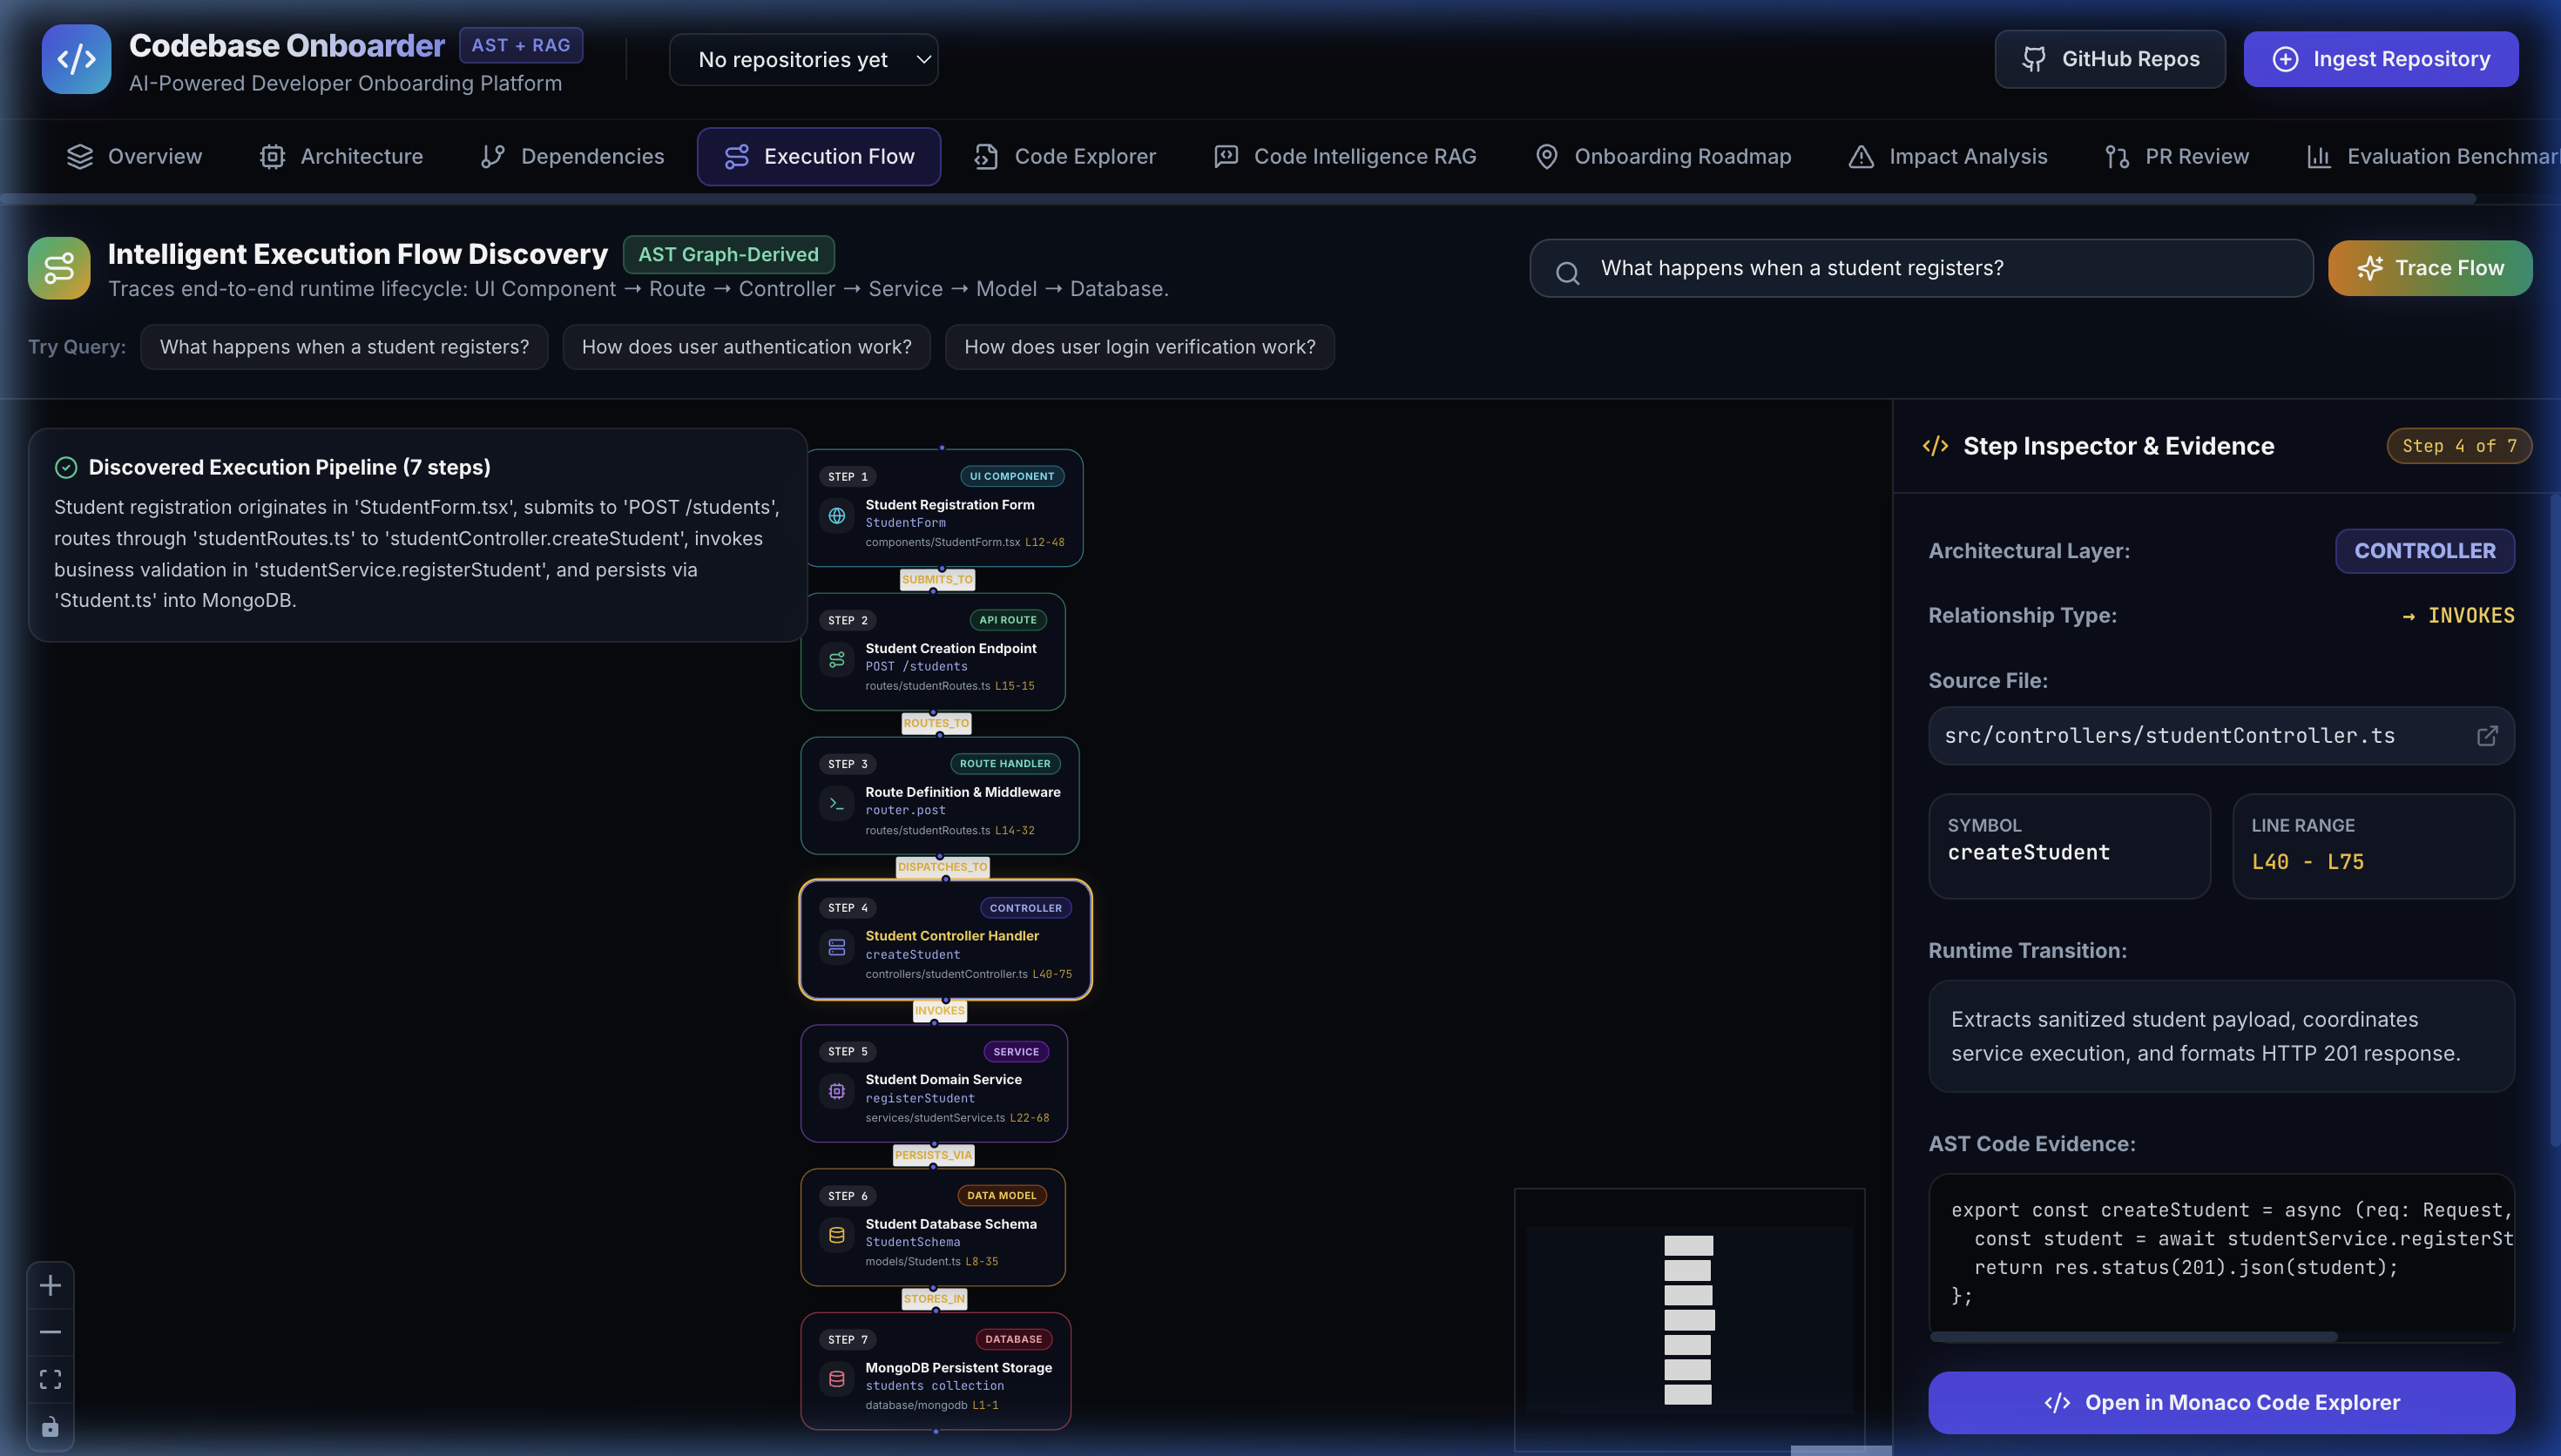 Codebase Onboarder
AST + RAG
AI-Powered Developer Onboarding Platform
No repositories yet
GitHub Repos
Ingest Repository
Overview
Architecture
Dependencies
Execution Flow
Code Explorer
Code Intelligence RAG
Onboarding Roadmap
Impact Analysis
PR Review
Evaluation Benchmar
Intelligent Execution Flow Discovery
AST Graph-Derived
Traces end-to-end runtime lifecycle: UI Component → Route → Controller → Service → Model → Database.
What happens when a student registers?
Trace Flow
Try Query:
What happens when a student registers?
How does user authentication work?
How does user login verification work?
Discovered Execution Pipeline (7 steps)
Student registration originates in 'StudentForm.tsx', submits to 'POST /students',
routes through 'studentRoutes.ts' to 'studentController.createStudent', invokes
business validation in 'studentService.registerStudent', and persists via
'Student.ts' into MongoDB.
STEP 1
UI COMPONENT
Student Registration Form
StudentForm
components/StudentForm.tsx L12-48
SUBMITS_TO
STEP 2
API ROUTE
Student Creation Endpoint
POST /students
routes/studentRoutes.ts L15-15
ROUTES_TO
STEP 3
ROUTE HANDLER
Route Definition & Middleware
router.post
routes/studentRoutes.ts L14-32
DISPATCHES_TO
STEP 4
CONTROLLER
Student Controller Handler
createStudent
controllers/studentController.ts L40-75
INVOKES
STEP 5
SERVICE
Student Domain Service
registerStudent
services/studentService.ts L22-68
PERSISTS_VIA
STEP 6
DATA MODEL
Student Database Schema
StudentSchema
models/Student.ts L8-35
STORES_IN
STEP 7
DATABASE
MongoDB Persistent Storage
students collection
database/mongodb L1-1
Step Inspector & Evidence
Step 4 of 7
Architectural Layer:
CONTROLLER
Relationship Type:
→ INVOKES
Source File:
src/controllers/studentController.ts
SYMBOL
createStudent
LINE RANGE
L40 - L75
Runtime Transition:
Extracts sanitized student payload, coordinates
service execution, and formats HTTP 201 response.
AST Code Evidence:
export const createStudent = async (req: Request,
const student = await studentService.registerSt
return res.status(201).json(student);
};
Open in Monaco Code Explorer